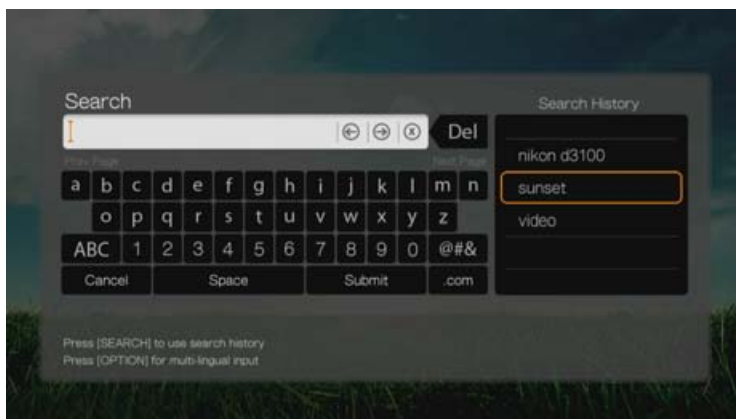 Search
Search History
Del
Prev Page
Next Page
a b c d e f g h i j k l m n
o p q r s t u v w x y z
ABC 1 2 3 4 5 6 7 8 9 0 @#&
Cancel Space Submit .com
nikon d3100
sunset
video
Press [SEARCH] to use search history
Press [OPTION] for multi-lingual input